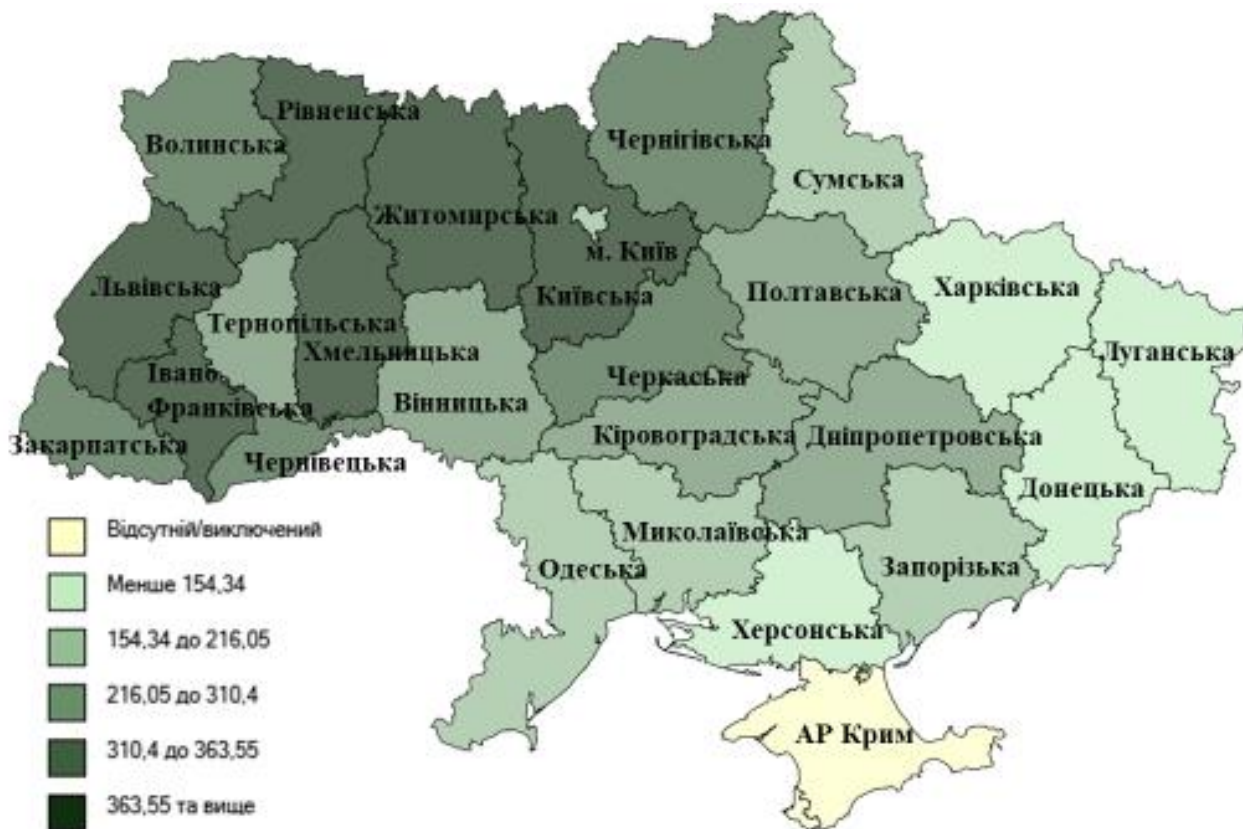 Рівненська
Волинська
Чернігівська
Сумська
Житомирська
м. Київ
Львівська
Київська
Полтавська
Харківська
Тернопільська
Хмельницька
Луганська
Івано
Франківська
Черкаська
Вінницька
Закарпатська
Чернівецька
Кіровоградська
Дніпропетровська
Донецька
Миколаївська
Одеська
Запорізька
Херсонська
АР Крим
Відсутній/виключений
Менше 154,34
154,34 до 216,05
216,05 до 310,4
310,4 до 363,55
363,55 та вище